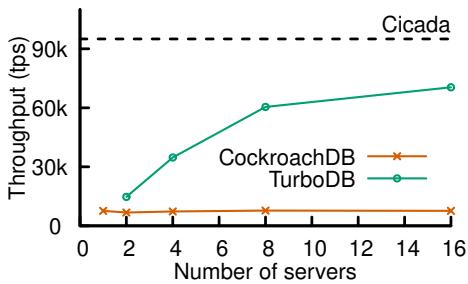 Cicada
Throughput (tps)
90k
60k
30k
0
CockroachDB
TurboDB
0 2 4 6 8 10 12 14 16
Number of servers